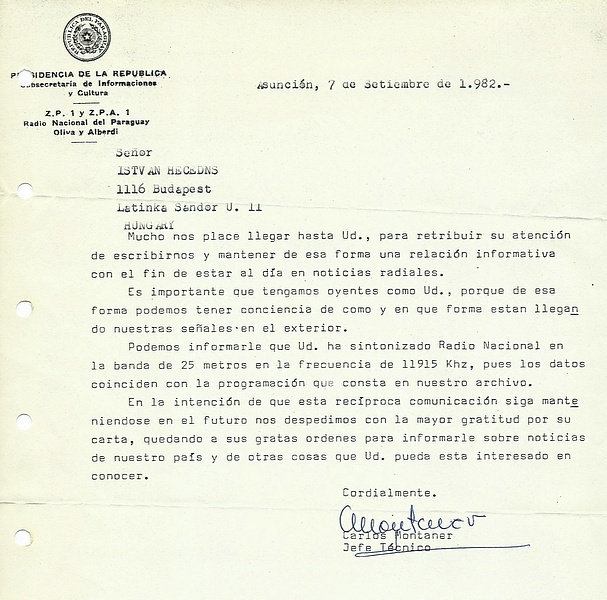 REPUBLICA DEL PARAGUAY
PRESIDENCIA DE LA REPUBLICA
Subsecretaría de Informaciones
y Cultura
Z.P. 1 y Z.P.A. 1
Radio Nacional del Paraguay
Oliva y Alberdi
Asunción, 7 de Setiembre de 1.982.-
Señor
ISTVAN HEGEDNS
1116 Budapest
Latinka Sandor U. 11
HUNGARY
Mucho nos place llegar hasta Ud., para retribuir su atención
de escribirnos y mantener de esa forma una relación informativa
con el fin de estar al día en noticias radiales.
Es importante que tengamos oyentes como Ud., porque de esa
forma podemos tener conciencia de como y en que forma estan llegan
do nuestras señales en el exterior.
Podemos informarle que Ud. ha sintonizado Radio Nacional en
la banda de 25 metros en la frecuencia de 11915 Khz, pues los datos
coinciden con la programación que consta en nuestro archivo.
En la intención de que esta recíproca comunicación siga mante
niendose en el futuro nos despedimos con la mayor gratitud por su
carta, quedando a sus gratas ordenes para informarle sobre noticias
de nuestro país y de otras cosas que Ud. pueda esta interesado en
conocer.
Cordialmente.
Carlos Montaner
Jefe Técnico